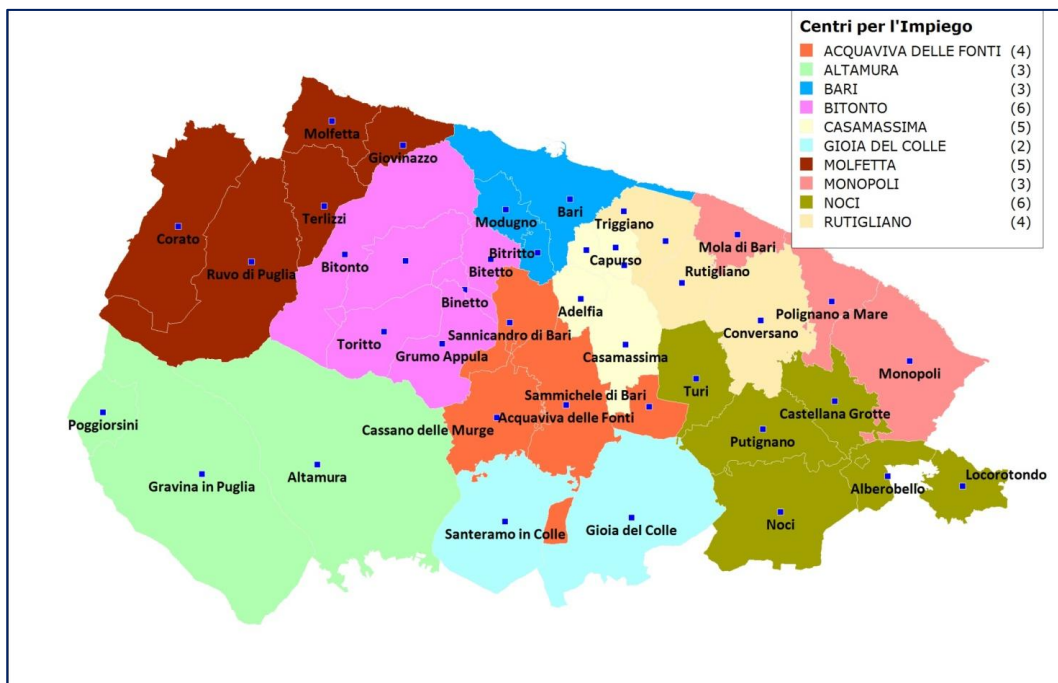 Centri per l'Impiego
ACQUAVIVA DELLE FONTI (4)
ALTAMURA (3)
BARI (3)
BITONTO (6)
CASAMASSIMA (5)
GIOIA DEL COLLE (2)
MOLFETTA (5)
MONOPOLI (3)
NOCI (6)
RUTIGLIANO (4)
Molfetta
Giovinazzo
Terlizzi
Corato
Ruvo di Puglia
Bitonto
Modugno
Bari
Triggiano
Bitritto
Bitetto
Capurso
Mola di Bari
Rutigliano
Binetto
Adelfia
Polignano a Mare
Conversano
Sannicandro di Bari
Toritto
Grumo Appula
Casamassima
Monopoli
Turi
Sammichele di Bari
Castellana Grotte
Poggiorsini
Cassano delle Murge
Acquaviva delle Fonti
Putignano
Altamura
Gravina in Puglia
Locorotondo
Alberobello
Noci
Santeramo in Colle
Gioia del Colle